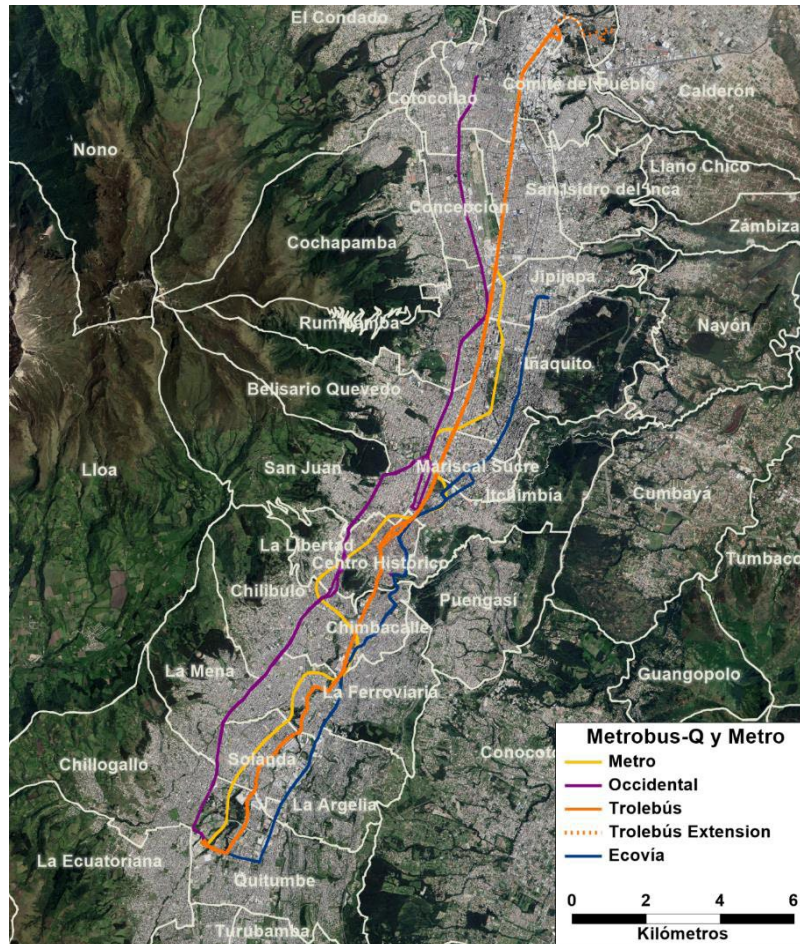 El Condado
Comite del Pueblo
Calderón
Cotocollao
Nono
Llano Chico
San Isidro del Inca
Concepción
Zámbiza
Cochapamba
Jipijapa
Rumipamba
Nayón
Iñaquito
Belisario Quevedo
Lloa
San Juan
Mariscal Sucre
Itchimbía
Cumbaya
La Libertad
Tumbaco
Centro Histórico
Chilibulo
Puengasí
Chimbacalle
La Mena
Guangopolo
La Ferroviaria
Chillogallo
Solanda
Conocoto
La Argelia
La Ecuatoriana
Quitumbe
Turubamba
Metrobus-Q y Metro
Metro
Occidental
Trolebús
Trolebús Extension
Ecovía
0 2 4 6
Kilómetros